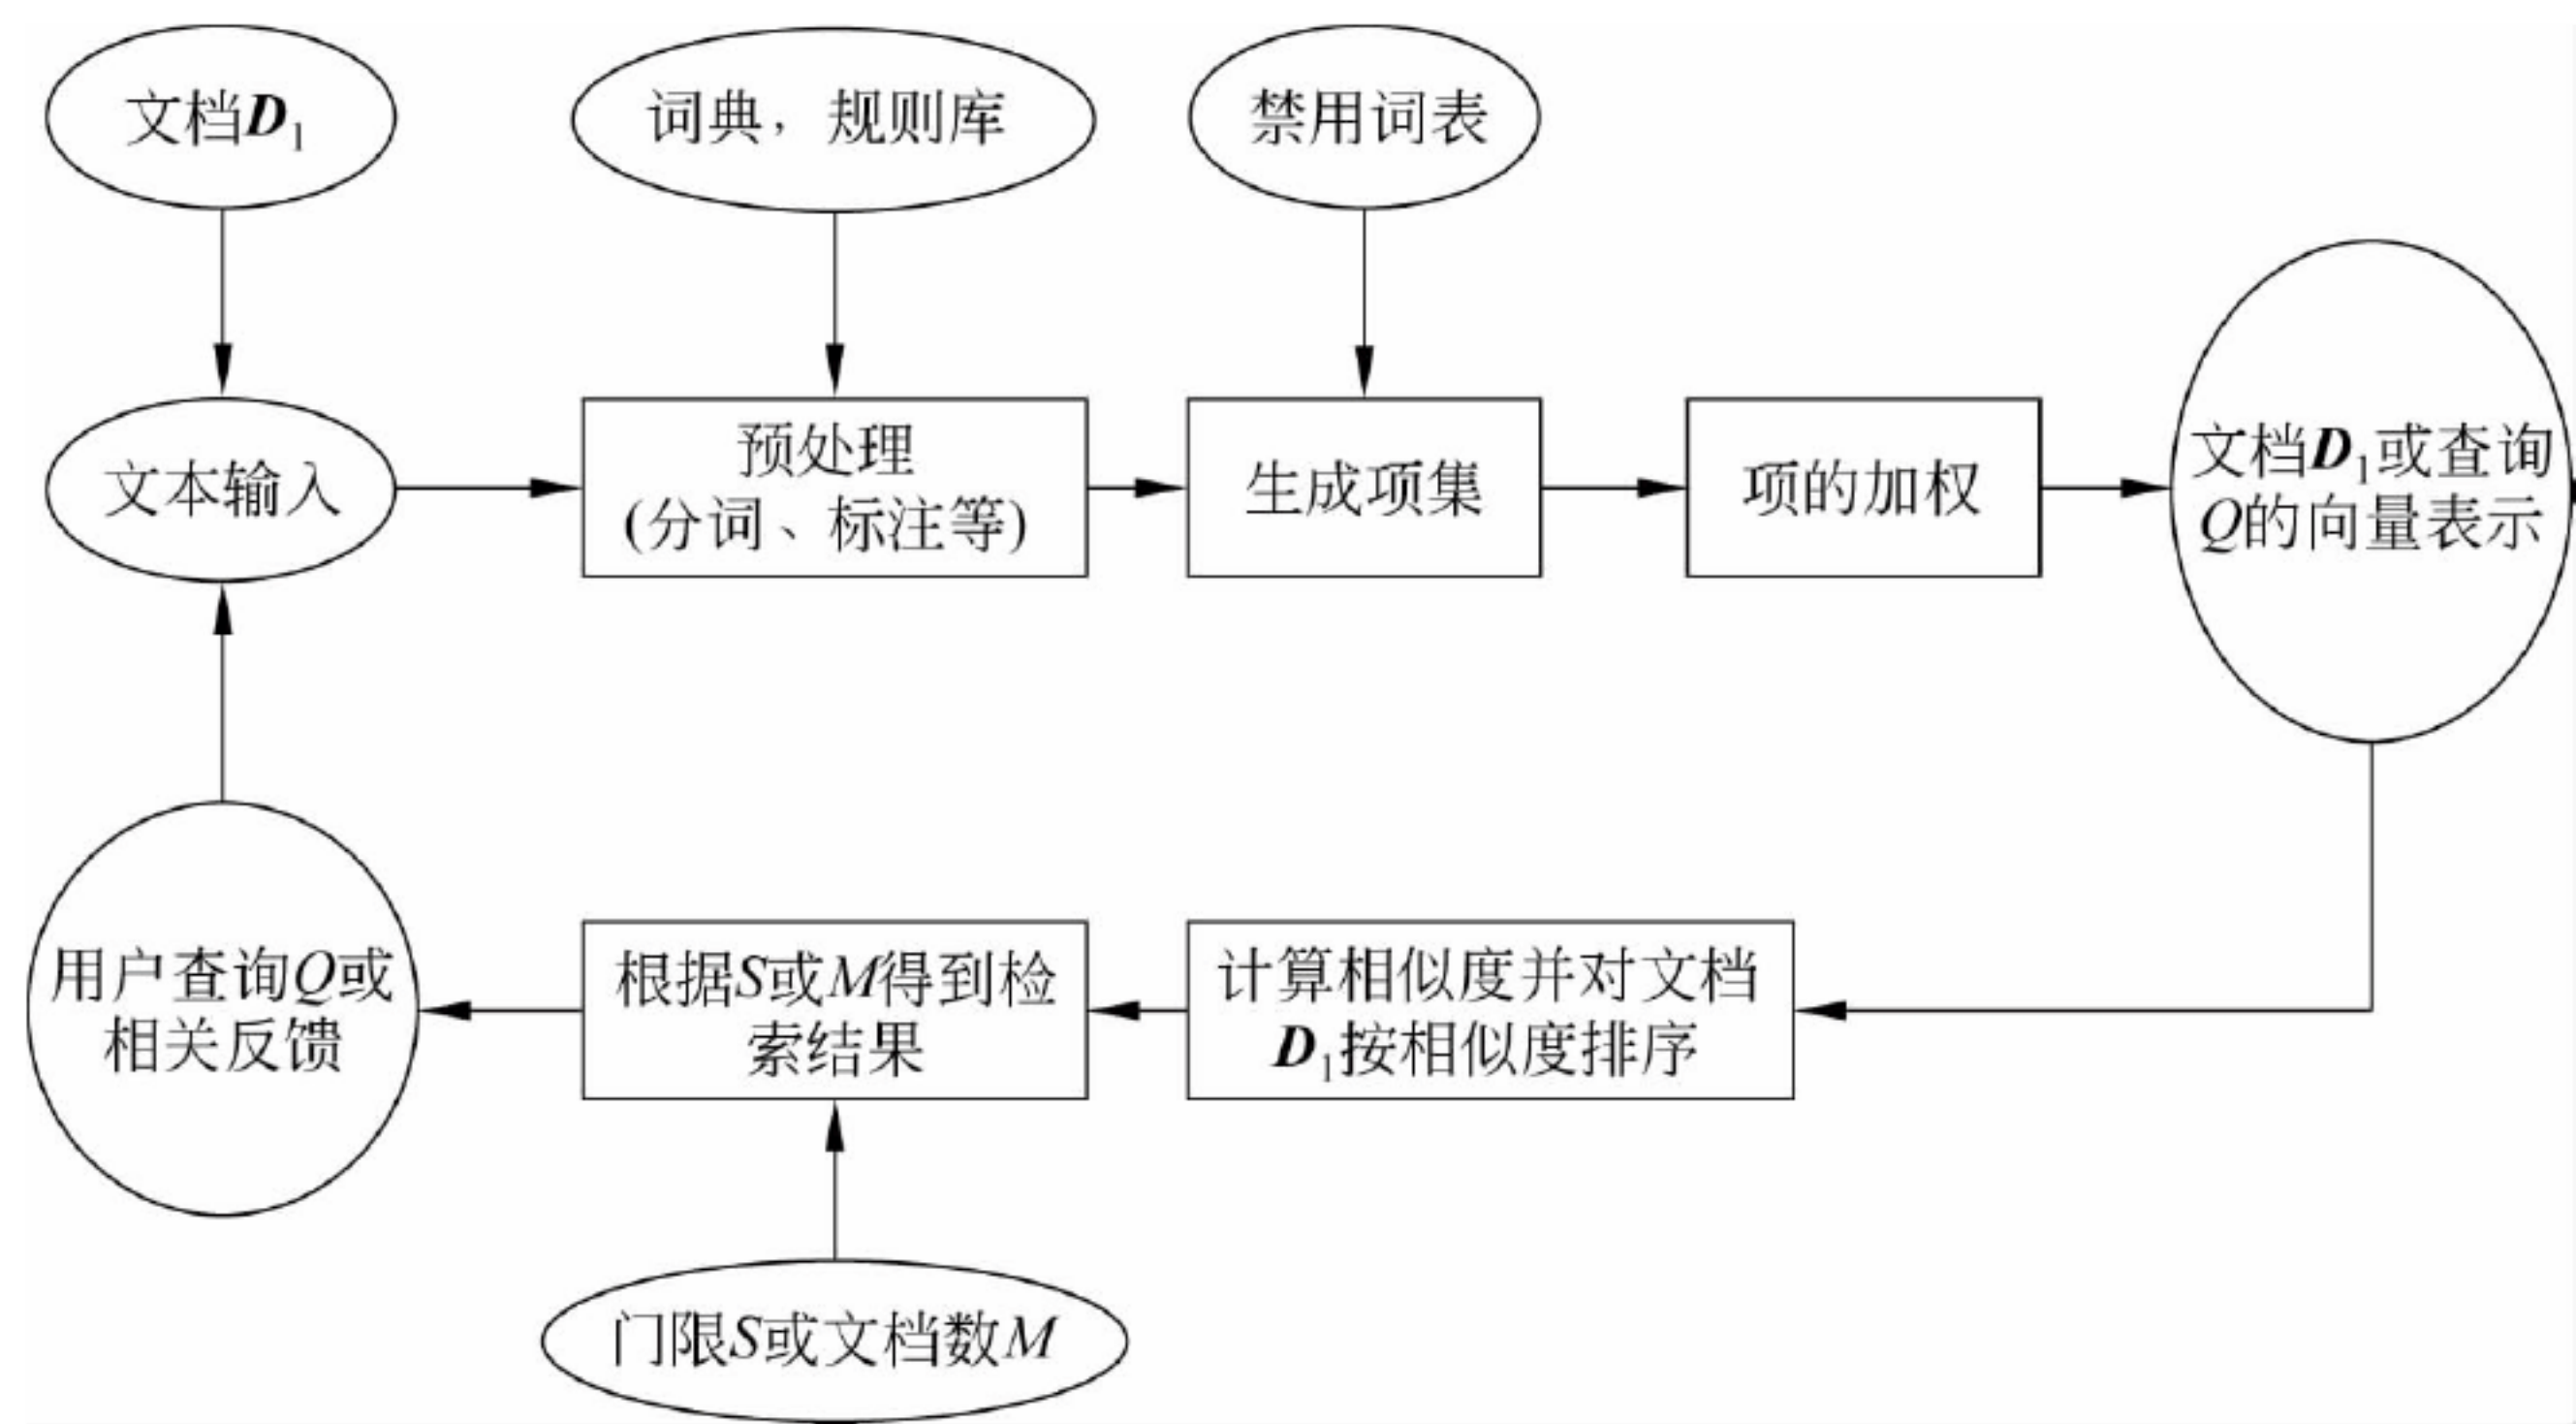 文档D1
词典，规则库
禁用词表
文本输入
预处理
(分词、标注等)
生成项集
项的加权
文档D1或查询
Q的向量表示
用户查询Q或
相关反馈
根据S或M得到检
索结果
计算相似度并对文档
D1按相似度排序
门限S或文档数M